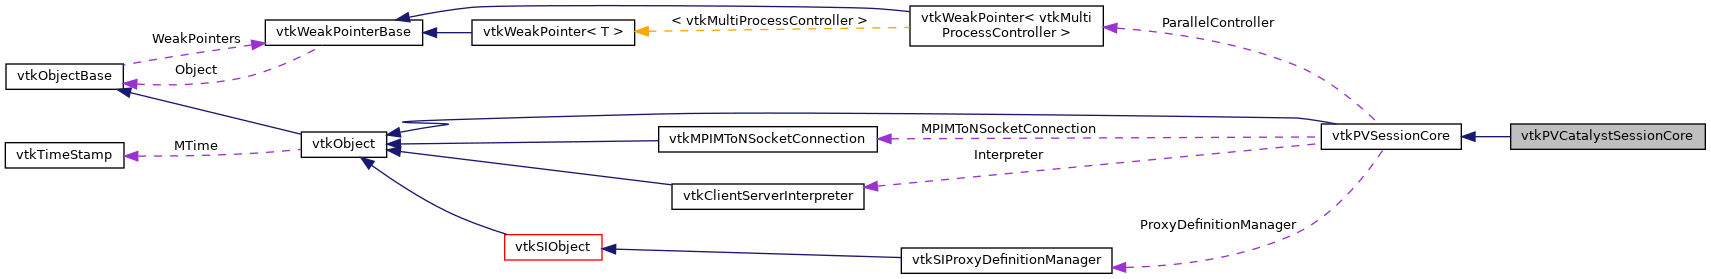 vtkWeakPointer< vtkMulti
ProcessController >
< vtkMultiProcessController >
ParallelController
vtkWeakPointerBase
vtkWeakPointer< T >
WeakPointers
Object
vtkObjectBase
vtkObject
vtkMPIMToNSocketConnection
MPIMToNSocketConnection
vtkPVSessionCore
vtkPVCatalystSessionCore
MTime
vtkTimeStamp
Interpreter
vtkClientServerInterpreter
ProxyDefinitionManager
vtkSIObject
vtkSIProxyDefinitionManager